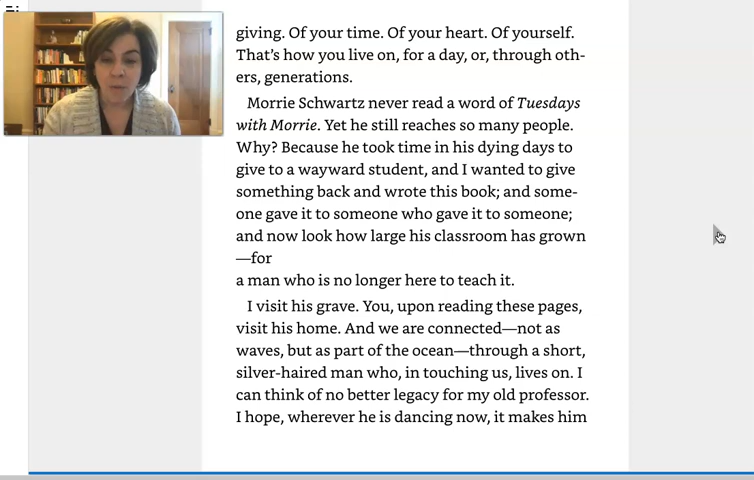 giving. Of your time. Of your heart. Of yourself.
That's how you live on, for a day, or, through oth-
ers, generations.
Morrie Schwartz never read a word of Tuesdays
with Morrie. Yet he still reaches so many people.
Why? Because he took time in his dying days to
give to a wayward student, and I wanted to give
something back and wrote this book; and some-
one gave it to someone who gave it to someone;
and now look how large his classroom has grown
—for
a man who is no longer here to teach it.
I visit his grave. You, upon reading these pages,
visit his home. And we are connected—not as
waves, but as part of the ocean—through a short,
silver-haired man who, in touching us, lives on. I
can think of no better legacy for my old professor.
I hope, wherever he is dancing now, it makes him